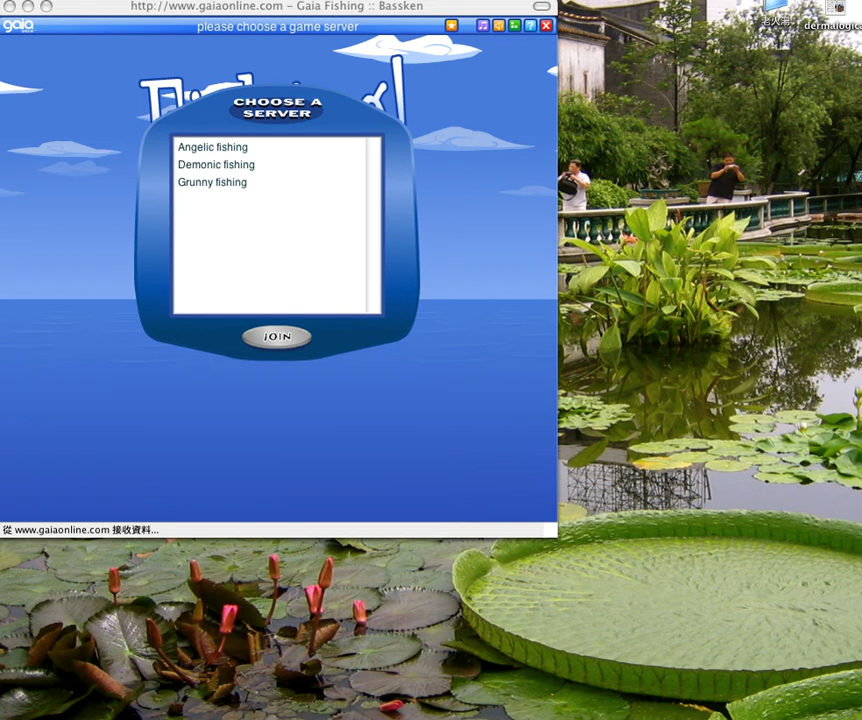 http://www.gaiaonline.com – Gaia Fishing :: Bassken
gaia
please choose a game server
CHOOSE A
SERVER
Angelic fishing
Demonic fishing
Grunny fishing
JOIN
從 www.gaiaonline.com 接收資料...